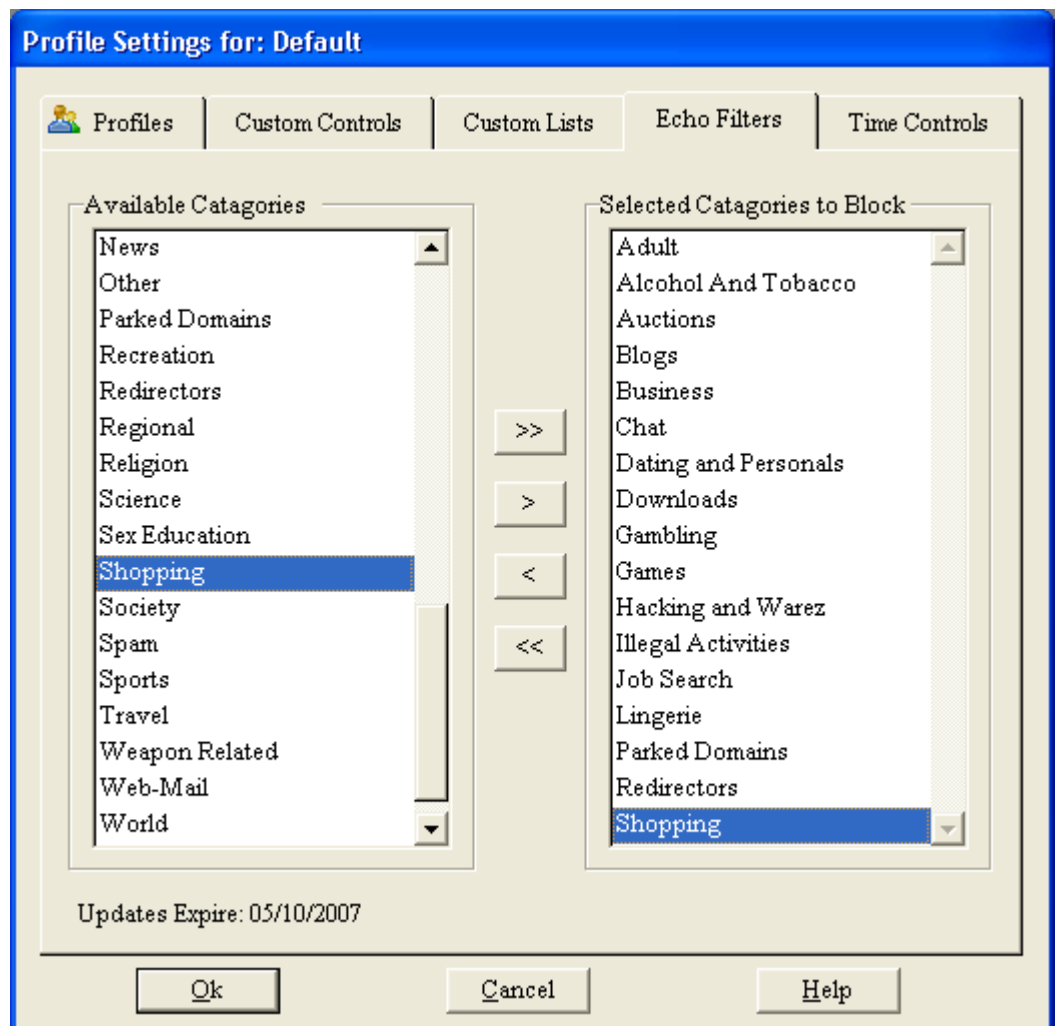 Profile Settings for: Default
Profiles
Custom Controls
Custom Lists
Echo Filters
Time Controls
Available Catagories
News
Other
Parked Domains
Recreation
Redirectors
Regional
Religion
Science
Sex Education
Shopping
Society
Spam
Sports
Travel
Weapon Related
Web-Mail
World
>>
>
<
<<
Selected Catagories to Block
Adult
Alcohol And Tobacco
Auctions
Blogs
Business
Chat
Dating and Personals
Downloads
Gambling
Games
Hacking and Warez
Illegal Activities
Job Search
Lingerie
Parked Domains
Redirectors
Shopping
Updates Expire: 05/10/2007
Ok
Cancel
Help